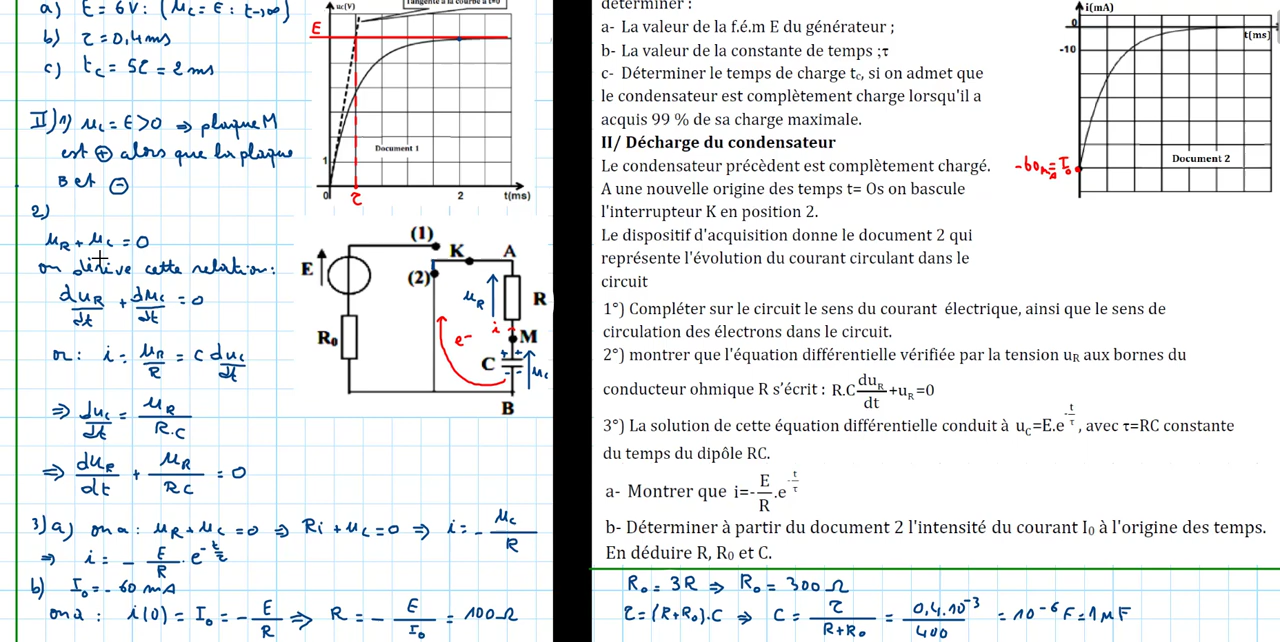 a) E = 6V : (uc = E : t→∞)
b) τ = 0,4 ms
c) tc = 5τ = 2 ms
II) 1) uc = E > 0 ⇒ plaque M
est ⊕ alors que la plaque
B est ⊖
2)
uR + uc = 0
on dérive cette relation :
duR/dt + duc/dt = 0
or : i = uR/R = C duc/dt
⇒ duc/dt = uR/R.C
⇒ duR/dt + uR/RC = 0
3) a) on a : uR + uc = 0 ⇒ Ri + uc = 0 ⇒ i = - uc/R
⇒ i = - E/R . e^-t/τ
b) I₀ = - 60 mA
on a : i(0) = I₀ = - E/R ⇒ R = - E/I₀ = 100 Ω
uc(V)
Tangente à la courbe à t=0
E
Document 1
1
0
τ
2
t(ms)
(1)
K
A
E
(2)
uR
R
R₀
e-
i
M
C
+ +
- -
uc
B
déterminer :
a- La valeur de la f.é.m E du générateur ;
b- La valeur de la constante de temps ;τ
c- Déterminer le temps de charge tc, si on admet que
le condensateur est complètement charge lorsqu'il a
acquis 99 % de sa charge maximale.
II/ Décharge du condensateur
Le condensateur précèdent est complètement chargé.
A une nouvelle origine des temps t= 0s on bascule
l'interrupteur K en position 2.
Le dispositif d'acquisition donne le document 2 qui
représente l'évolution du courant circulant dans le
circuit
i(mA)
0
t(ms)
-10
-60mA = I₀
Document 2
1°) Compléter sur le circuit le sens du courant électrique, ainsi que le sens de
circulation des électrons dans le circuit.
2°) montrer que l'équation différentielle vérifiée par la tension uR aux bornes du
conducteur ohmique R s'écrit : R.C duR/dt +uR=0
3°) La solution de cette équation différentielle conduit à uC=E.e^-t/τ, avec τ=RC constante
du temps du dipôle RC.
a- Montrer que i=-E/R.e^-t/τ
b- Déterminer à partir du document 2 l'intensité du courant I₀ à l'origine des temps.
En déduire R, R₀ et C.
R₀ = 3R ⇒ R₀ = 300 Ω
τ = (R+R₀).C ⇒ C = τ/R+R₀ = 0,4.10⁻³/400 = 10⁻⁶ F = 1 μF